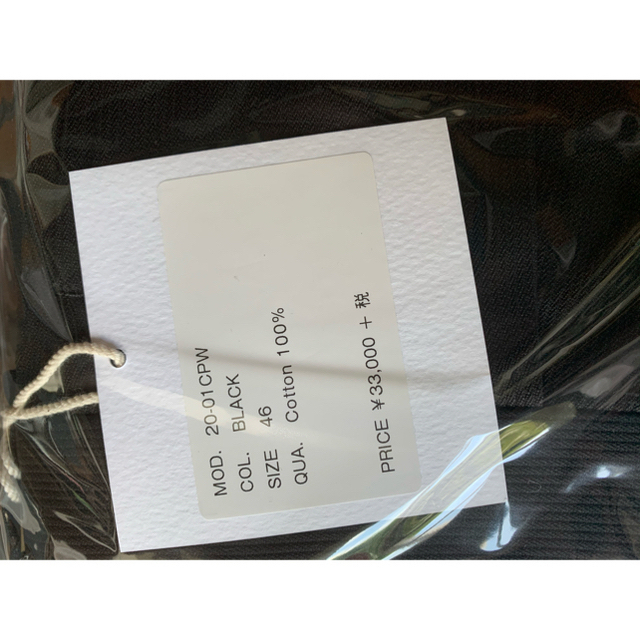 MOD. 20-01CPW
COL. BLACK
SIZE 46
QUA. Cotton 100%
PRICE ¥33,000 + 税